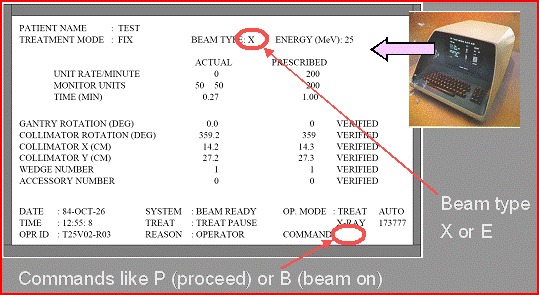 PATIENT NAME : TEST
TREATMENT MODE : FIX BEAM TYPE: X ENERGY (MeV): 25
ACTUAL PRESCRIBED
UNIT RATE/MINUTE 0 200
MONITOR UNITS 50 50 200
TIME (MIN) 0.27 1.00
GANTRY ROTATION (DEG) 0.0 0 VERIFIED
COLLIMATOR ROTATION (DEG) 359.2 359 VERIFIED
COLLIMATOR X (CM) 14.2 14.3 VERIFIED
COLLIMATOR Y (CM) 27.2 27.3 VERIFIED
WEDGE NUMBER 1 1 VERIFIED
ACCESSORY NUMBER 0 0 VERIFIED
DATE : 84-OCT-26 SYSTEM : BEAM READY OP. MODE : TREAT AUTO
TIME : 12:55: 8 TREAT : TREAT PAUSE X-RAY 173777
OPR ID : T25V02-R03 REASON : OPERATOR COMMAND
Beam type
X or E
Commands like P (proceed) or B (beam on)